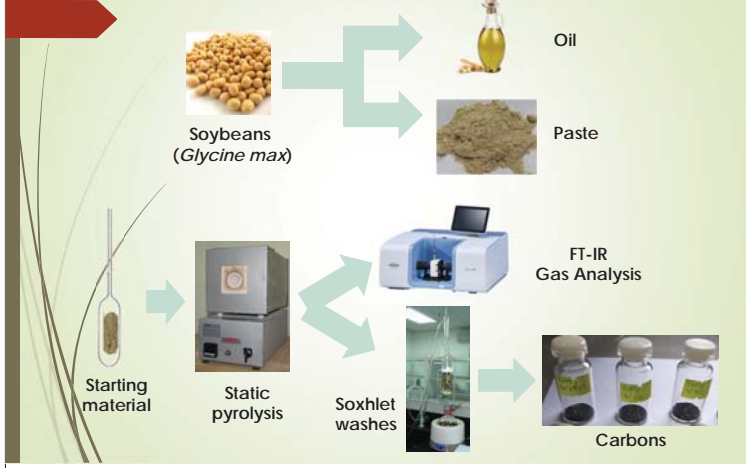 Oil
Soybeans
(Glycine max)
Paste
FT-IR
Gas Analysis
Starting
material
Static
pyrolysis
Soxhlet
washes
Carbons